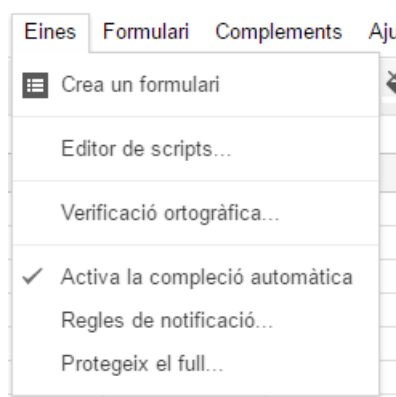 Eines Formulari Complements
Crea un formulari
Editor de scripts...
Verificació ortogràfica...
Activa la compleció automàtica
Regles de notificació...
Protegeix el full...